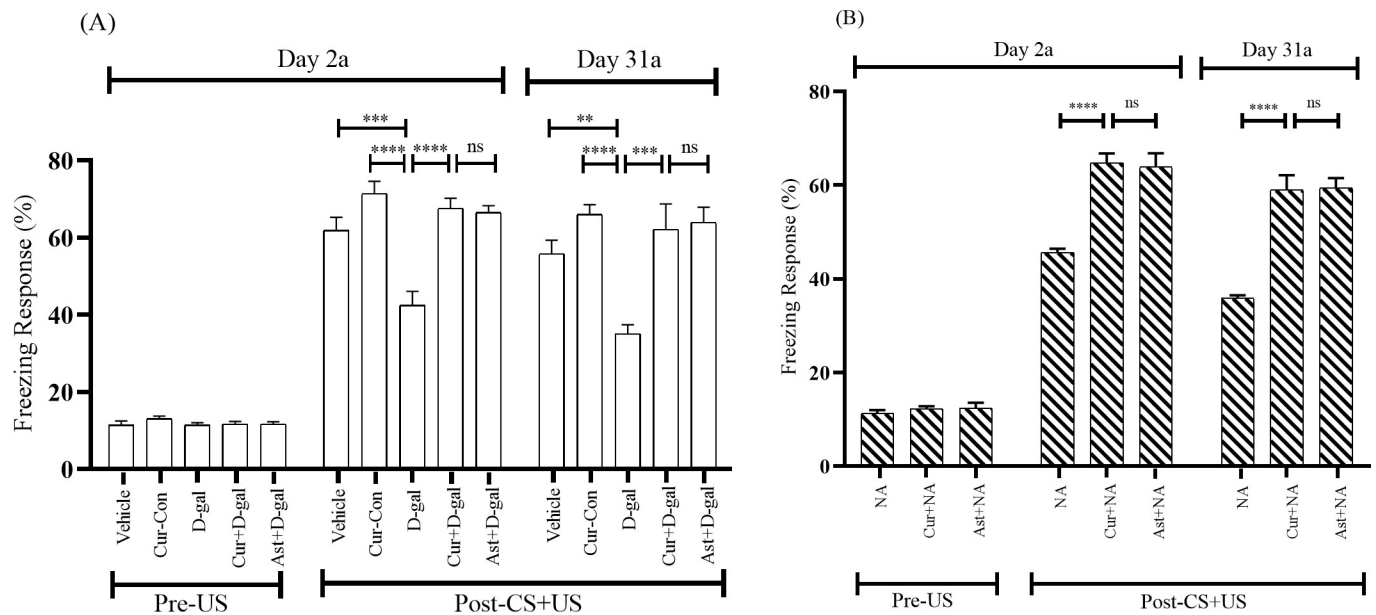 (A)
Day 2a
Day 31a
***
**
****
****
ns
****
***
ns
Freezing Response (%)
80
60
40
20
0
Vehicle
Cur-Con
D-gal
Cur+D-gal
Ast+D-gal
Vehicle
Cur-Con
D-gal
Cur+D-gal
Ast+D-gal
Vehicle
Cur-Con
D-gal
Cur+D-gal
Ast+D-gal
Pre-US
Post-CS+US
(B)
Day 2a
Day 31a
****
ns
****
ns
Freezing Response (%)
80
60
40
20
0
NA
Cur+NA
Ast+NA
NA
Cur+NA
Ast+NA
NA
Cur+NA
Ast+NA
Pre-US
Post-CS+US